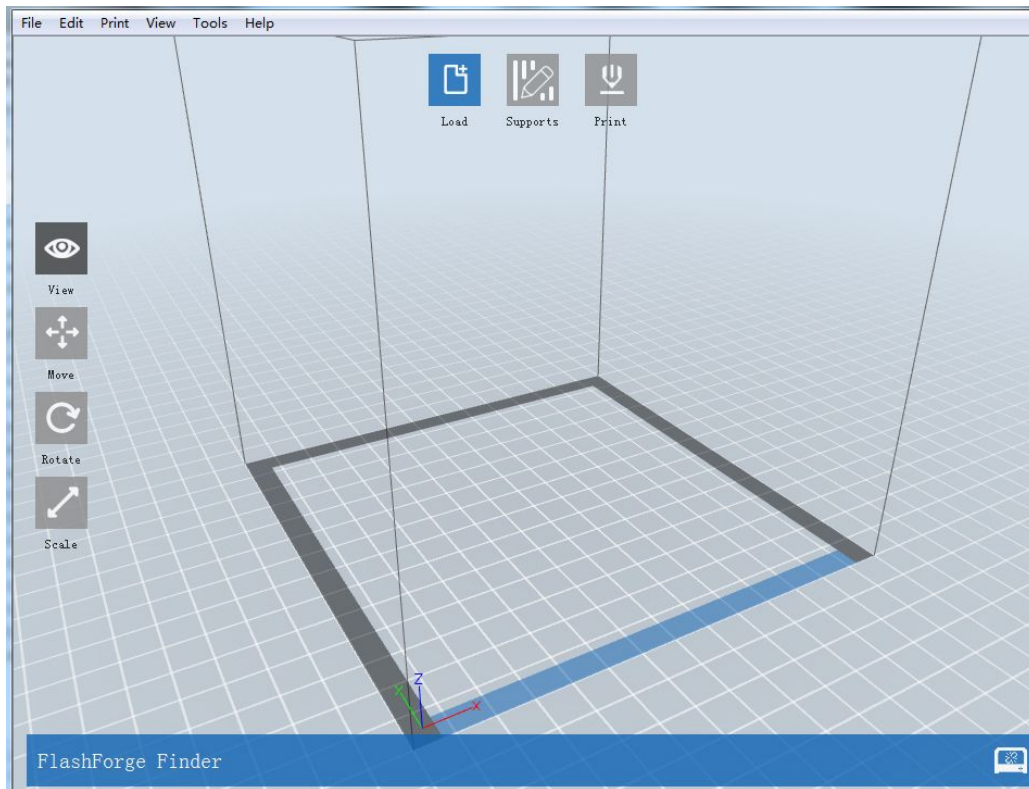 File Edit Print View Tools Help
Load Supports Print
View
Move
Rotate
Scale
Z
Y X
FlashForge Finder